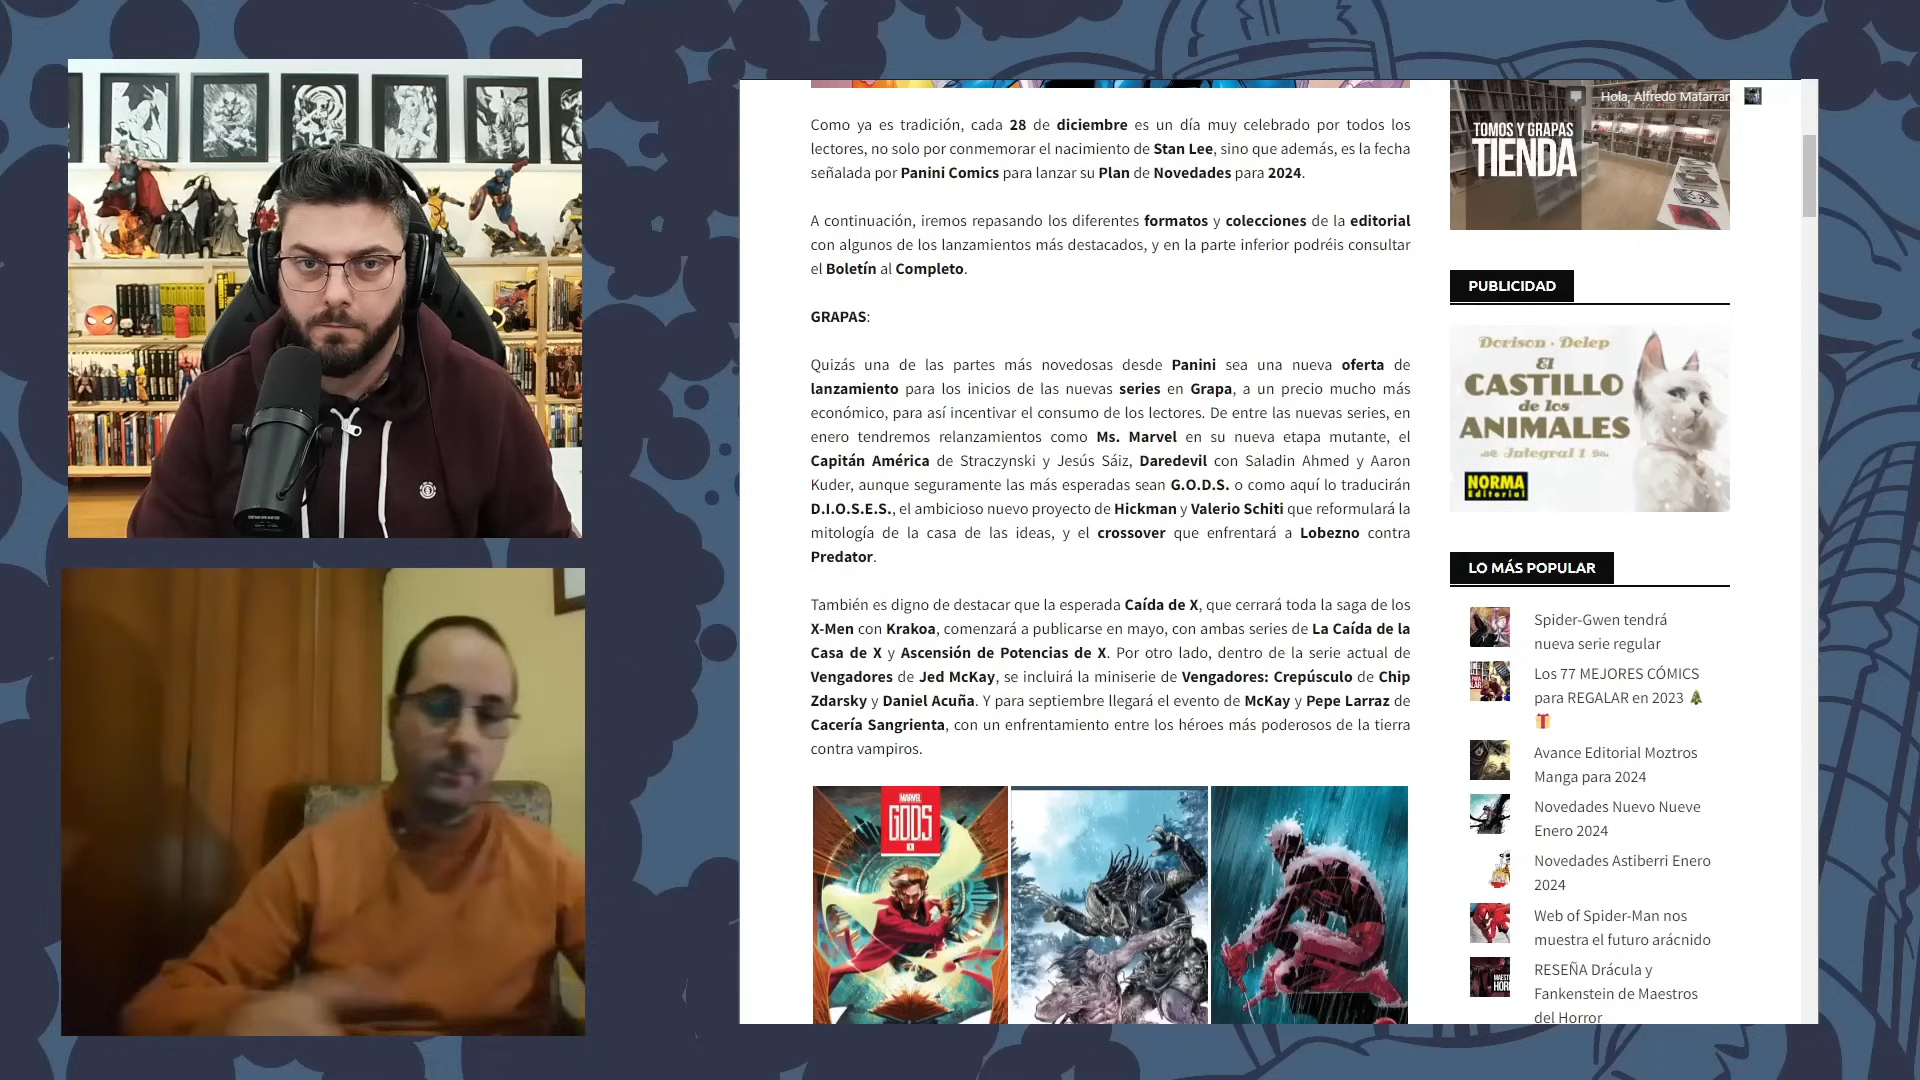 Como ya es tradición, cada 28 de diciembre es un día muy celebrado por todos los
lectores, no solo por conmemorar el nacimiento de Stan Lee, sino que además, es la fecha
señalada por Panini Comics para lanzar su Plan de Novedades para 2024.
A continuación, iremos repasando los diferentes formatos y colecciones de la editorial
con algunos de los lanzamientos más destacados, y en la parte inferior podréis consultar
el Boletín al Completo.
GRAPAS:
Quizás una de las partes más novedosas desde Panini sea una nueva oferta de
lanzamiento para los inicios de las nuevas series en Grapa, a un precio mucho más
económico, para así incentivar el consumo de los lectores. De entre las nuevas series, en
enero tendremos relanzamientos como Ms. Marvel en su nueva etapa mutante, el
Capitán América de Straczynski y Jesús Sáiz, Daredevil con Saladin Ahmed y Aaron
Kuder, aunque seguramente las más esperadas sean G.O.D.S. o como aquí lo traducirán
D.I.O.S.E.S., el ambicioso nuevo proyecto de Hickman y Valerio Schiti que reformulará la
mitología de la casa de las ideas, y el crossover que enfrentará a Lobezno contra
Predator.
También es digno de destacar que la esperada Caída de X, que cerrará toda la saga de los
X-Men con Krakoa, comenzará a publicarse en mayo, con ambas series de La Caída de la
Casa de X y Ascensión de Potencias de X. Por otro lado, dentro de la serie actual de
Vengadores de Jed McKay, se incluirá la miniserie de Vengadores: Crepúsculo de Chip
Zdarsky y Daniel Acuña. Y para septiembre llegará el evento de McKay y Pepe Larraz de
Cacería Sangrienta, con un enfrentamiento entre los héroes más poderosos de la tierra
contra vampiros.
MARVEL
GODS
Hola, Alfredo Matarran
TOMOS Y GRAPAS
TIENDA
PUBLICIDAD
Dorison · Delep
El
CASTILLO
de los
ANIMALES
Integral 1
NORMA
Editorial
LO MÁS POPULAR
Spider-Gwen tendrá
nueva serie regular
Los 77 MEJORES CÓMICS
para REGALAR en 2023 🎄
🎁
Avance Editorial Moztros
Manga para 2024
Novedades Nuevo Nueve
Enero 2024
Novedades Astiberri Enero
2024
Web of Spider-Man nos
muestra el futuro arácnido
RESEÑA Drácula y
Fankenstein de Maestros
del Horror